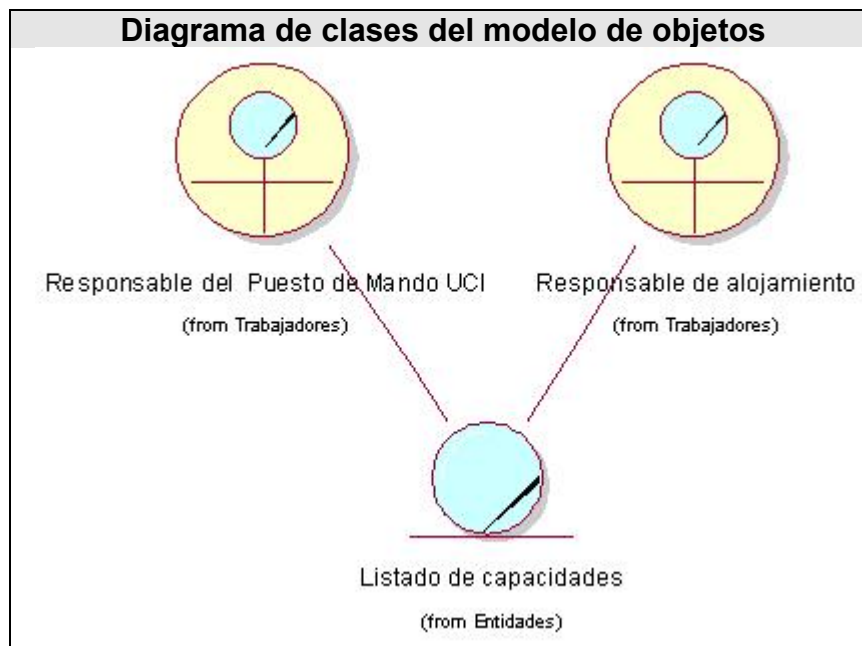 Diagrama de clases del modelo de objetos
Responsable del Puesto de Mando UCI
(from Trabajadores)
Responsable de alojamiento
(from Trabajadores)
Listado de capacidades
(from Entidades)